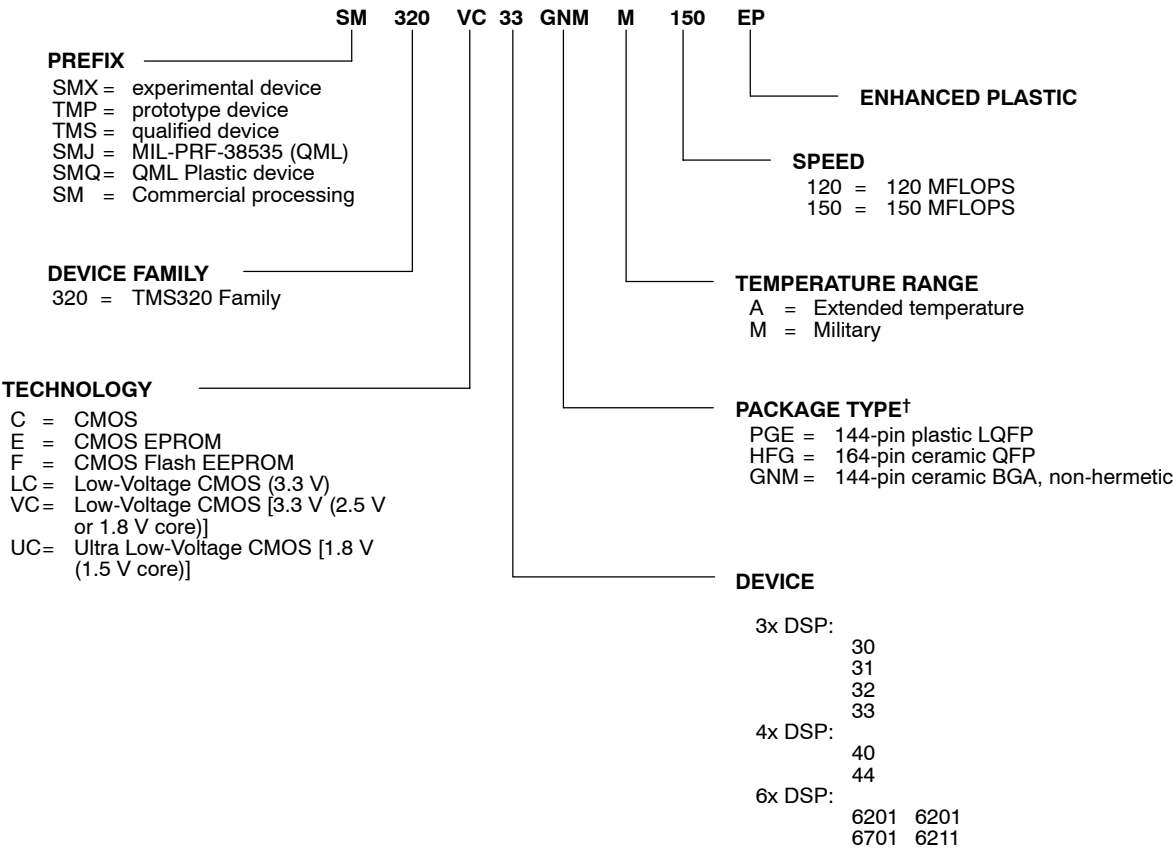 SM 320 VC 33 GNM M 150 EP
PREFIX
SMX = experimental device
TMP = prototype device
TMS = qualified device
SMJ = MIL-PRF-38535 (QML)
SMQ= QML Plastic device
SM = Commercial processing
DEVICE FAMILY
320 = TMS320 Family
TECHNOLOGY
C = CMOS
E = CMOS EPROM
F = CMOS Flash EEPROM
LC = Low-Voltage CMOS (3.3 V)
VC= Low-Voltage CMOS [3.3 V (2.5 V
or 1.8 V core)]
UC= Ultra Low-Voltage CMOS [1.8 V
(1.5 V core)]
ENHANCED PLASTIC
SPEED
120 = 120 MFLOPS
150 = 150 MFLOPS
TEMPERATURE RANGE
A = Extended temperature
M = Military
PACKAGE TYPE†
PGE = 144-pin plastic LQFP
HFG = 164-pin ceramic QFP
GNM = 144-pin ceramic BGA, non-hermetic
DEVICE
3x DSP:
30
31
32
33
4x DSP:
40
44
6x DSP:
6201 6201
6701 6211